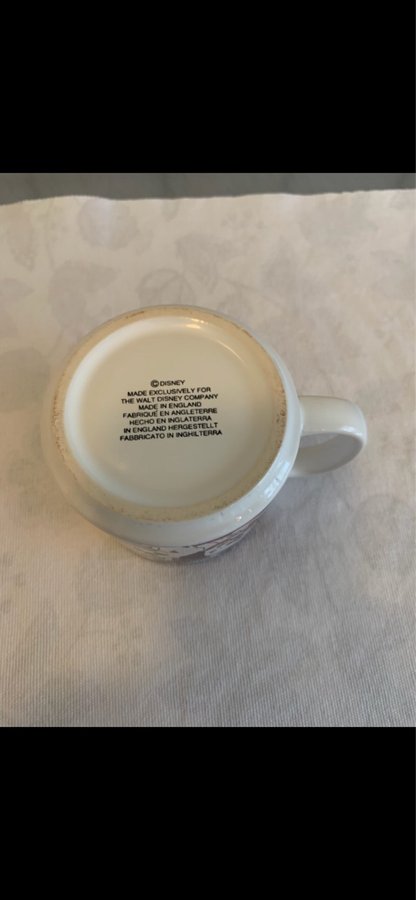 © DISNEY
MADE EXCLUSIVELY FOR
THE WALT DISNEY COMPANY
MADE IN ENGLAND
FABRIQUE EN ANGLETERRE
HECHO EN INGLATERRA
IN ENGLAND HERGESTELLT
FABBRICATO IN INGHILTERRA